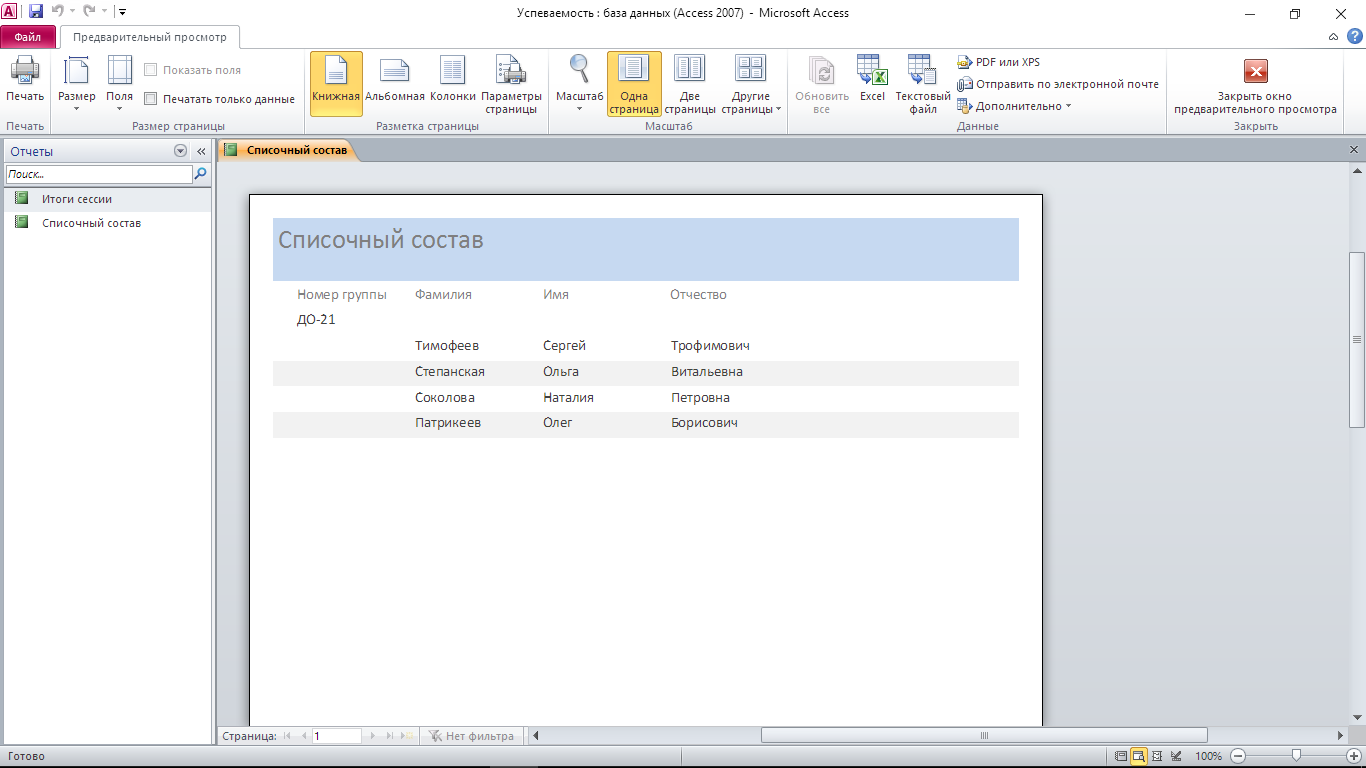 Успеваемость : база данных (Access 2007) - Microsoft Access
Файл
Предварительный просмотр
Печать
Размер
Поля
Показать поля
Печатать только данные
Книжная
Альбомная
Колонки
Параметры страницы
Масштаб
Одна страница
Две страницы
Другие страницы
Обновить все
Excel
Текстовый файл
PDF или XPS
Отправить по электронной почте
Дополнительно
Закрыть окно предварительного просмотра
Печать
Размер страницы
Разметка страницы
Масштаб
Данные
Закрыть
Отчеты
Поиск...
Итоги сессии
Списочный состав
Списочный состав
Списочный состав
Номер группы Фамилия Имя Отчество
ДО-21
Тимофеев Сергей Трофимович
Степанская Ольга Витальевна
Соколова Наталия Петровна
Патрикеев Олег Борисович
Страница: 1 Нет фильтра
Готово
100%